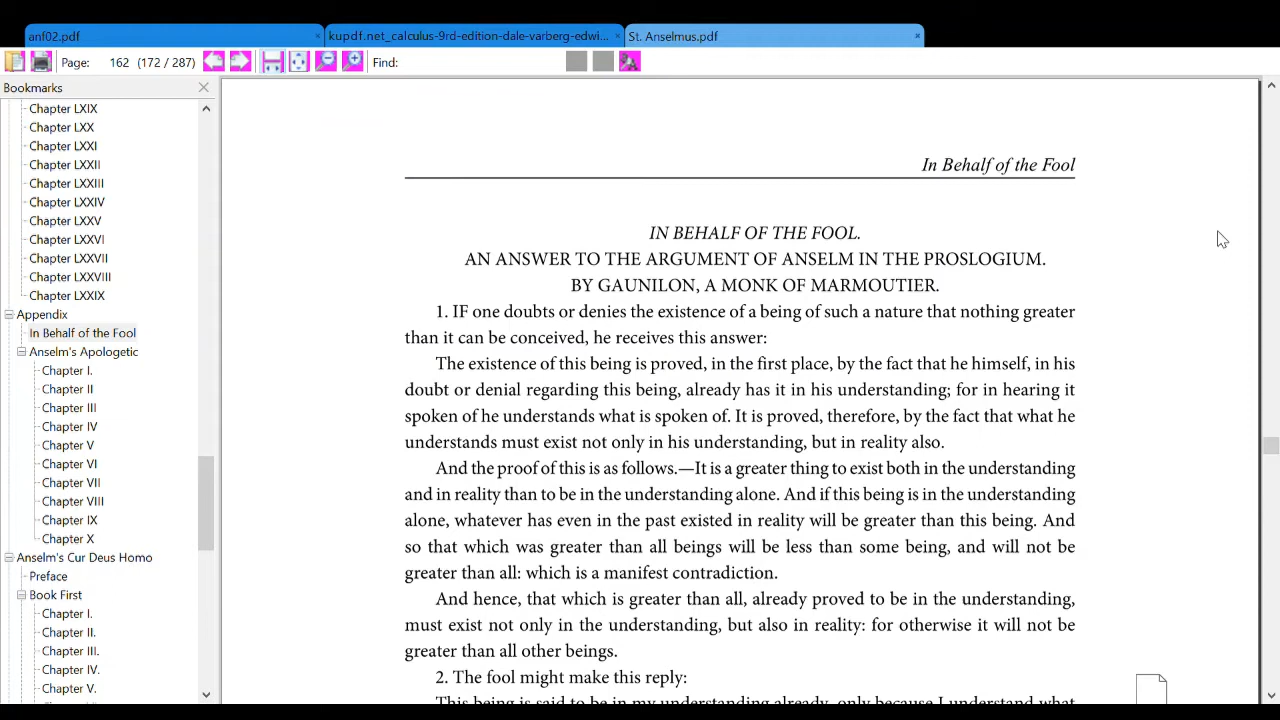 anf02.pdf
kupdf.net_calculus-9rd-edition-dale-varberg-edwi...
St. Anselmus.pdf
Page: 162 (172 / 287) Find:
Bookmarks
Chapter LXIX
Chapter LXX
Chapter LXXI
Chapter LXXII
Chapter LXXIII
Chapter LXXIV
Chapter LXXV
Chapter LXXVI
Chapter LXXVII
Chapter LXXVIII
Chapter LXXIX
Appendix
In Behalf of the Fool
Anselm's Apologetic
Chapter I.
Chapter II
Chapter III
Chapter IV
Chapter V
Chapter VI
Chapter VII
Chapter VIII
Chapter IX
Chapter X
Anselm's Cur Deus Homo
Preface
Book First
Chapter I.
Chapter II.
Chapter III.
Chapter IV.
Chapter V.
In Behalf of the Fool
IN BEHALF OF THE FOOL.
AN ANSWER TO THE ARGUMENT OF ANSELM IN THE PROSLOGIUM.
BY GAUNILON, A MONK OF MARMOUTIER.
1. IF one doubts or denies the existence of a being of such a nature that nothing greater
than it can be conceived, he receives this answer:
The existence of this being is proved, in the first place, by the fact that he himself, in his
doubt or denial regarding this being, already has it in his understanding; for in hearing it
spoken of he understands what is spoken of. It is proved, therefore, by the fact that what he
understands must exist not only in his understanding, but in reality also.
And the proof of this is as follows.—It is a greater thing to exist both in the understanding
and in reality than to be in the understanding alone. And if this being is in the understanding
alone, whatever has even in the past existed in reality will be greater than this being. And
so that which was greater than all beings will be less than some being, and will not be
greater than all: which is a manifest contradiction.
And hence, that which is greater than all, already proved to be in the understanding,
must exist not only in the understanding, but also in reality: for otherwise it will not be
greater than all other beings.
2. The fool might make this reply:
This being is said to be in my understanding already, only because I understand what